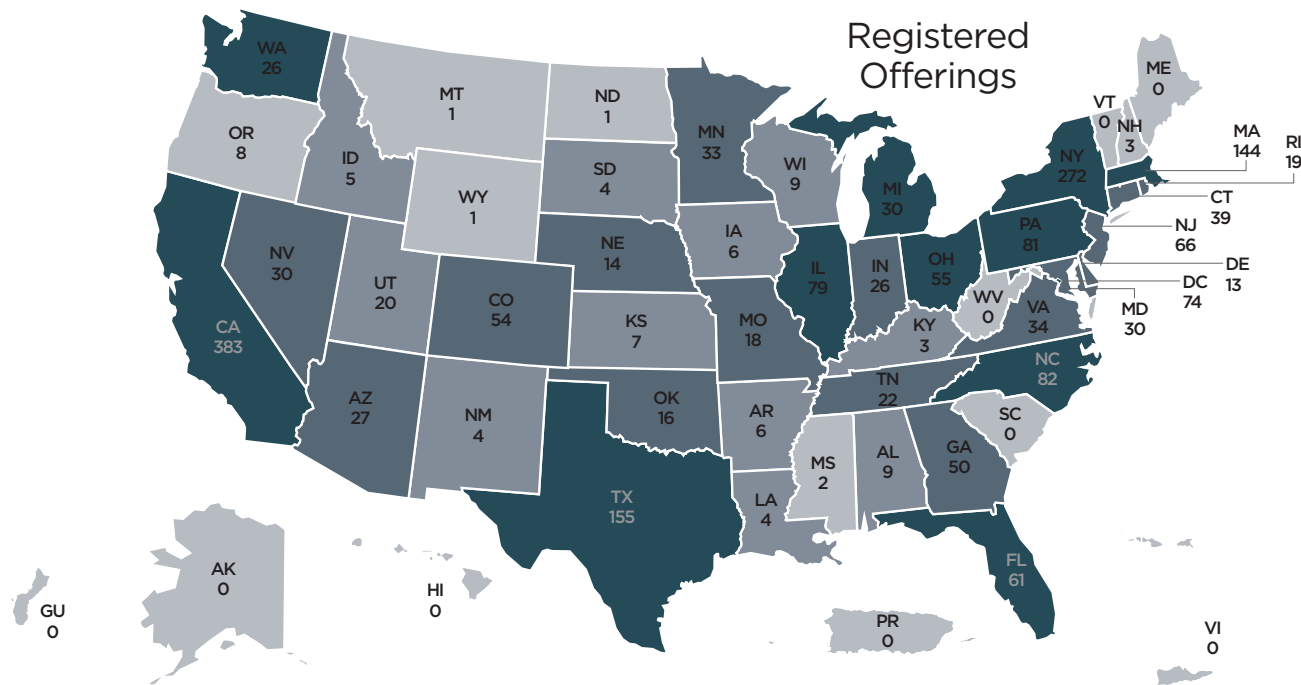 Registered
Offerings
WA
26
OR
8
MT
1
ID
5
WY
1
ND
1
SD
4
MN
33
WI
9
MI
30
NY
272
VT
0
NH
3
ME
0
MA
144
RI
19
CT
39
NJ
66
DE
13
DC
74
MD
30
PA
81
NV
30
UT
20
CO
54
NE
14
IA
6
IL
79
IN
26
OH
55
WV
0
VA
34
CA
383
KS
7
MO
18
KY
3
NC
82
TN
22
SC
0
AZ
27
NM
4
OK
16
AR
6
MS
2
AL
9
GA
50
TX
155
LA
4
FL
61
AK
0
HI
0
GU
0
PR
0
VI
0